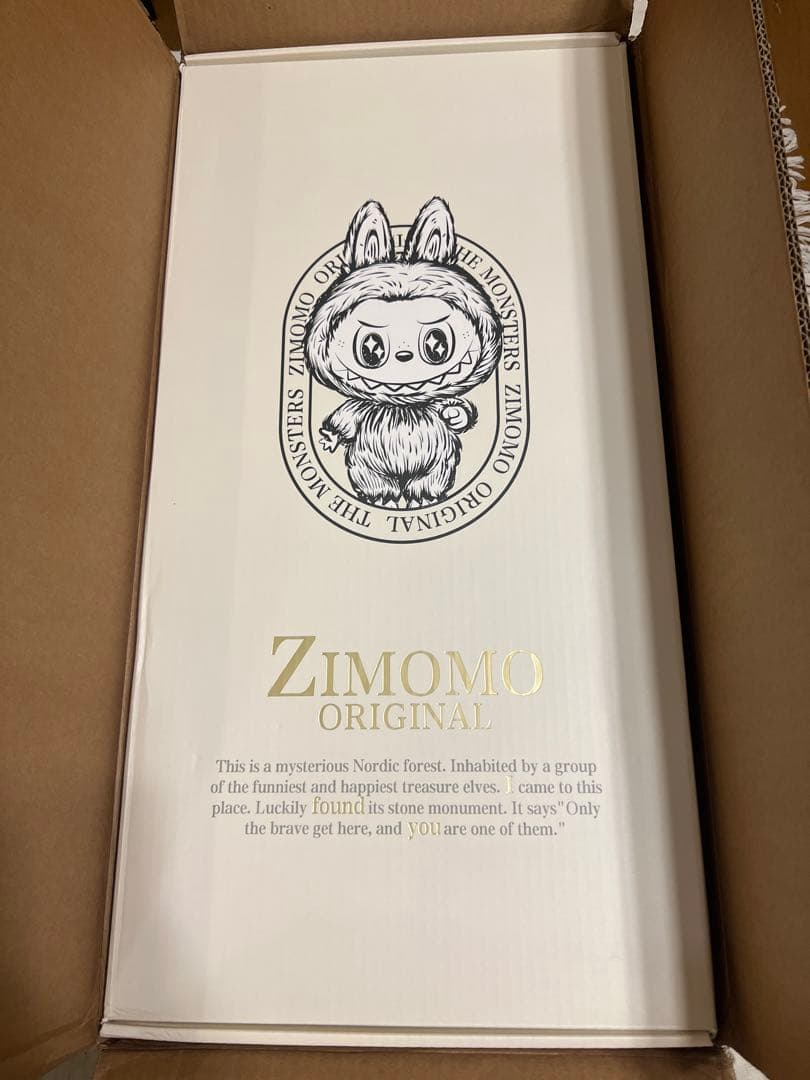 ZIMOMO ORI THE MONSTERS ZIMOMO ORIGINAL THE MONSTERS
ZIMOMO
ORIGINAL
This is a mysterious Nordic forest. Inhabited by a group
of the funniest and happiest treasure elves. I came to this
place. Luckily found its stone monument. It says"Only
the brave get here, and you are one of them."